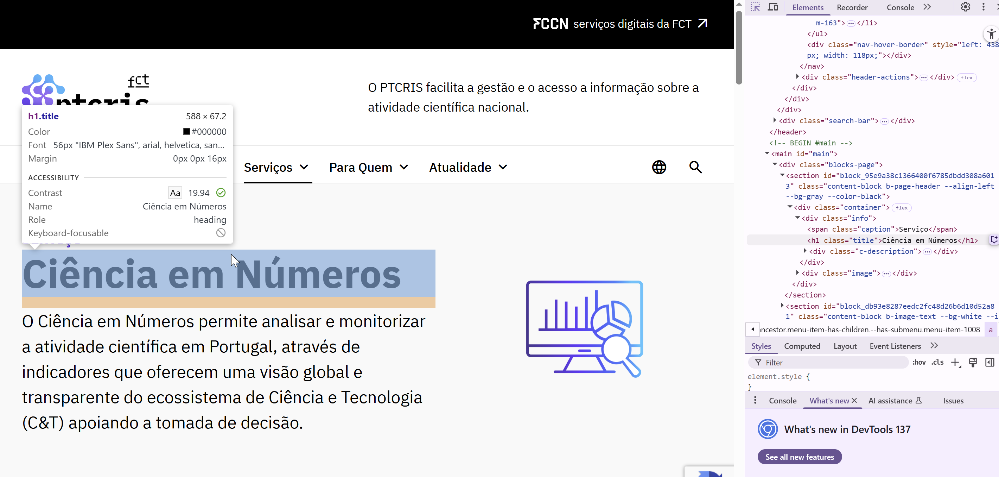 FCCN serviços digitais da FCT
fct
ptcris
O PTCRIS facilita a gestão e o acesso a informação sobre a
atividade científica nacional.
Serviços
Para Quem
Atualidade
h1.title 588 × 67.2
Color #000000
Font 56px "IBM Plex Sans", arial, helvetica, san...
Margin 0px 0px 16px
ACCESSIBILITY
Contrast Aa 19.94
Name Ciência em Números
Role heading
Keyboard-focusable
Ciência em Números
O Ciência em Números permite analisar e monitorizar
a atividade científica em Portugal, através de
indicadores que oferecem uma visão global e
transparente do ecossistema de Ciência e Tecnologia
(C&T) apoiando a tomada de decisão.
Elements Recorder Console
m-163">…</li>
</ul>
<div class="nav-hover-border" style="left: 438
px; width: 118px;"></div>
</nav>
<div class="header-actions">…</div> flex
</div>
</div>
</div>
<div class="search-bar">…</div>
</header>
<!-- BEGIN #main -->
<main id="main">
<div class="blocks-page">
<section id="block_95e9a38c1366400f6785dbdd308a601
3" class="content-block b-page-header --align-left
--bg-gray --color-black">
<div class="container"> flex
<div class="info">
<span class="caption">Serviço</span>
<h1 class="title">Ciência em Números</h1>
<div class="c-description">…</div>
</div>
<div class="image">…</div>
</div>
</section>
<section id="block_db93e8287eedc2fc48d26b6d10d52a8
1" class="content-block b-image-text --bg-white --i
ancestor.menu-item-has-children.--has-submenu.menu-item-1008 a
Styles Computed Layout Event Listeners
Filter :hov .cls
element.style {
}
Console What's new AI assistance Issues
What's new in DevTools 137
See all new features